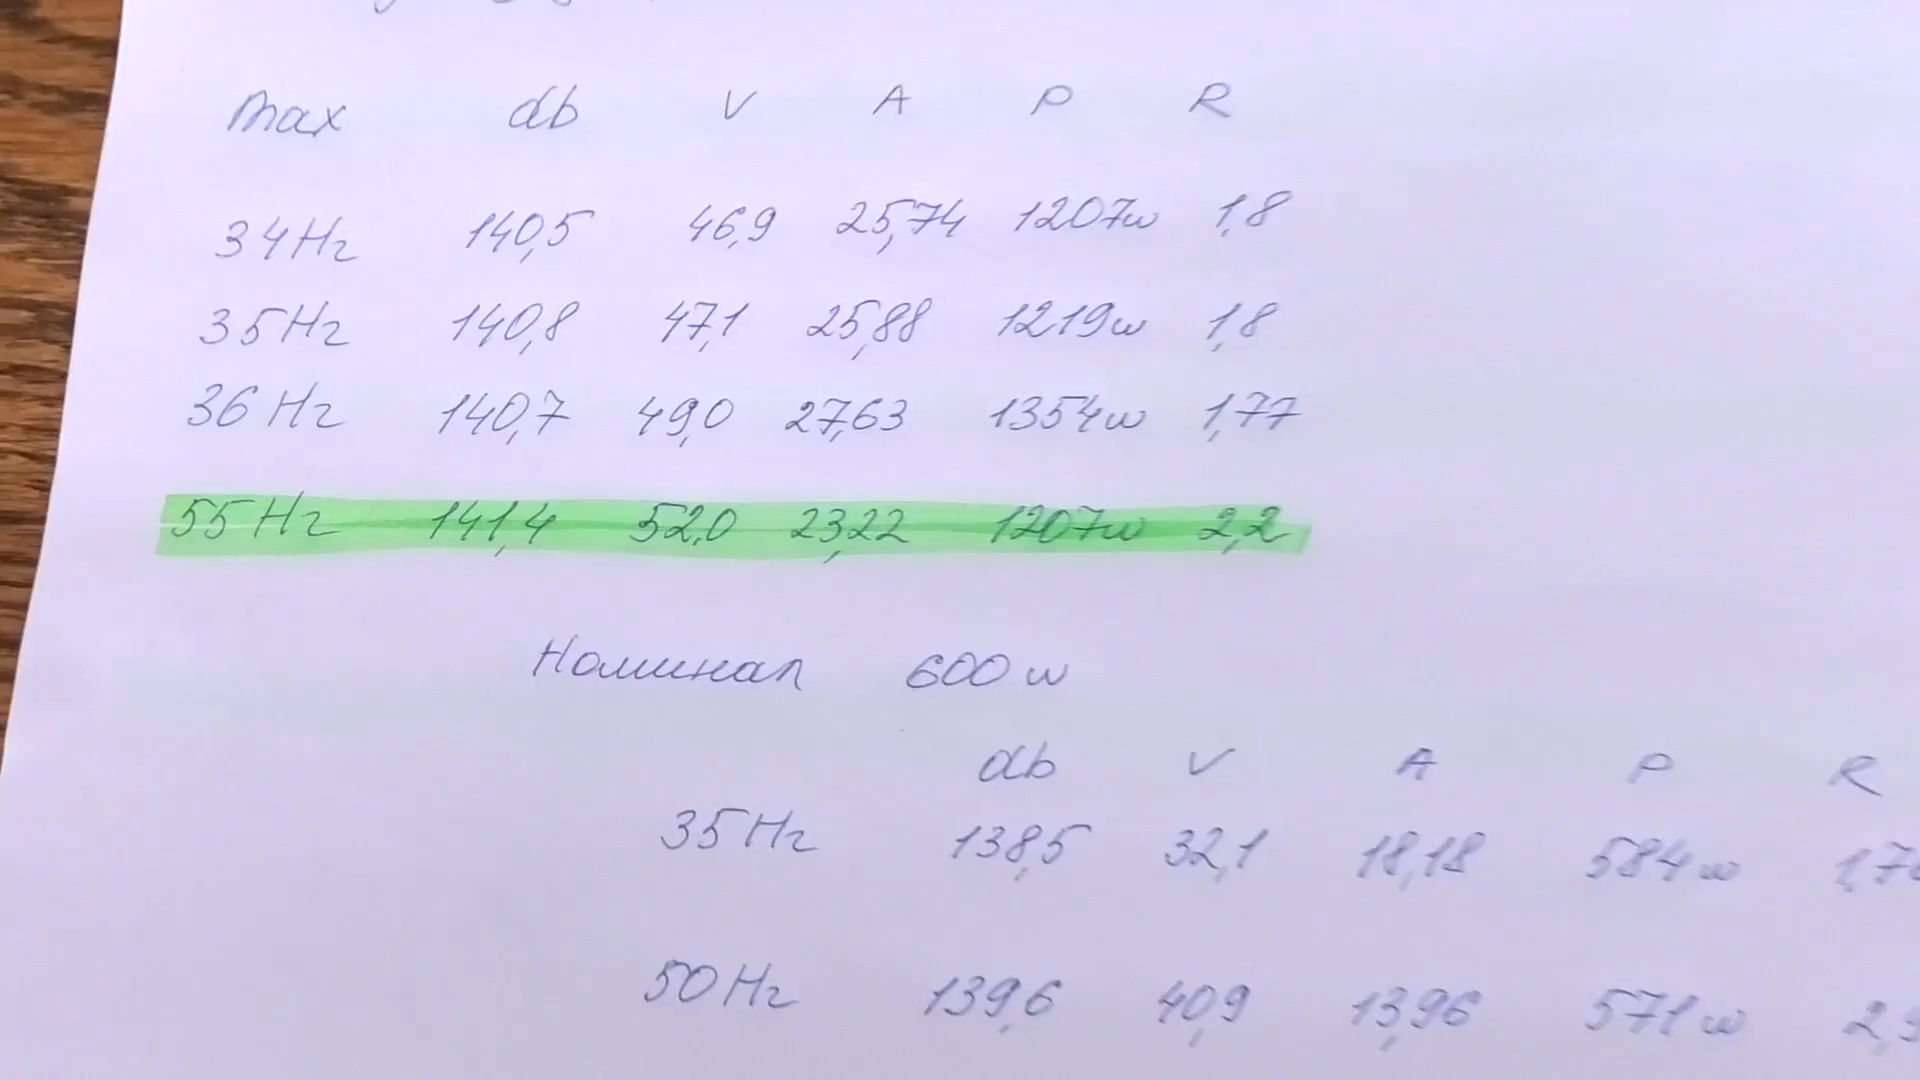 max db V A P R
34Hz 140,5 46,9 25,74 1207w 1,8
35Hz 140,8 47,1 25,88 1219w 1,8
36Hz 140,7 49,0 27,63 1354w 1,77
55Hz 141,4 52,0 23,22 1207w 2,2
Номинал 600w
db V A P R
35Hz 138,5 32,1 18,18 584w
50Hz 139,6 40,9 13,96 571w